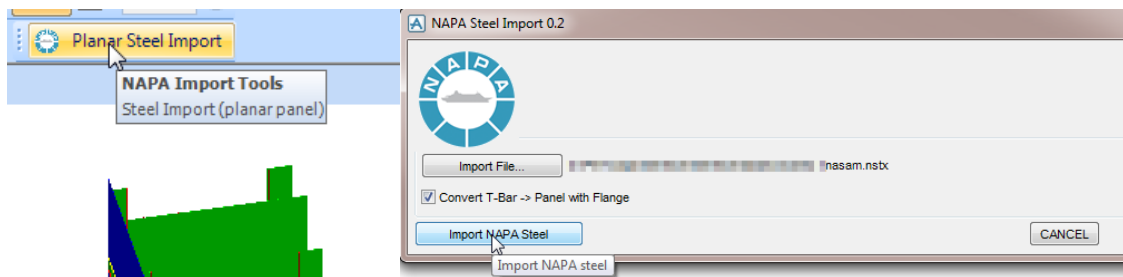 Planar Steel Import
NAPA Import Tools
Steel Import (planar panel)
NAPA Steel Import 0.2
NAPA
Import File...
nasam.nstx
Convert T-Bar -> Panel with Flange
Import NAPA Steel
CANCEL
Import NAPA steel